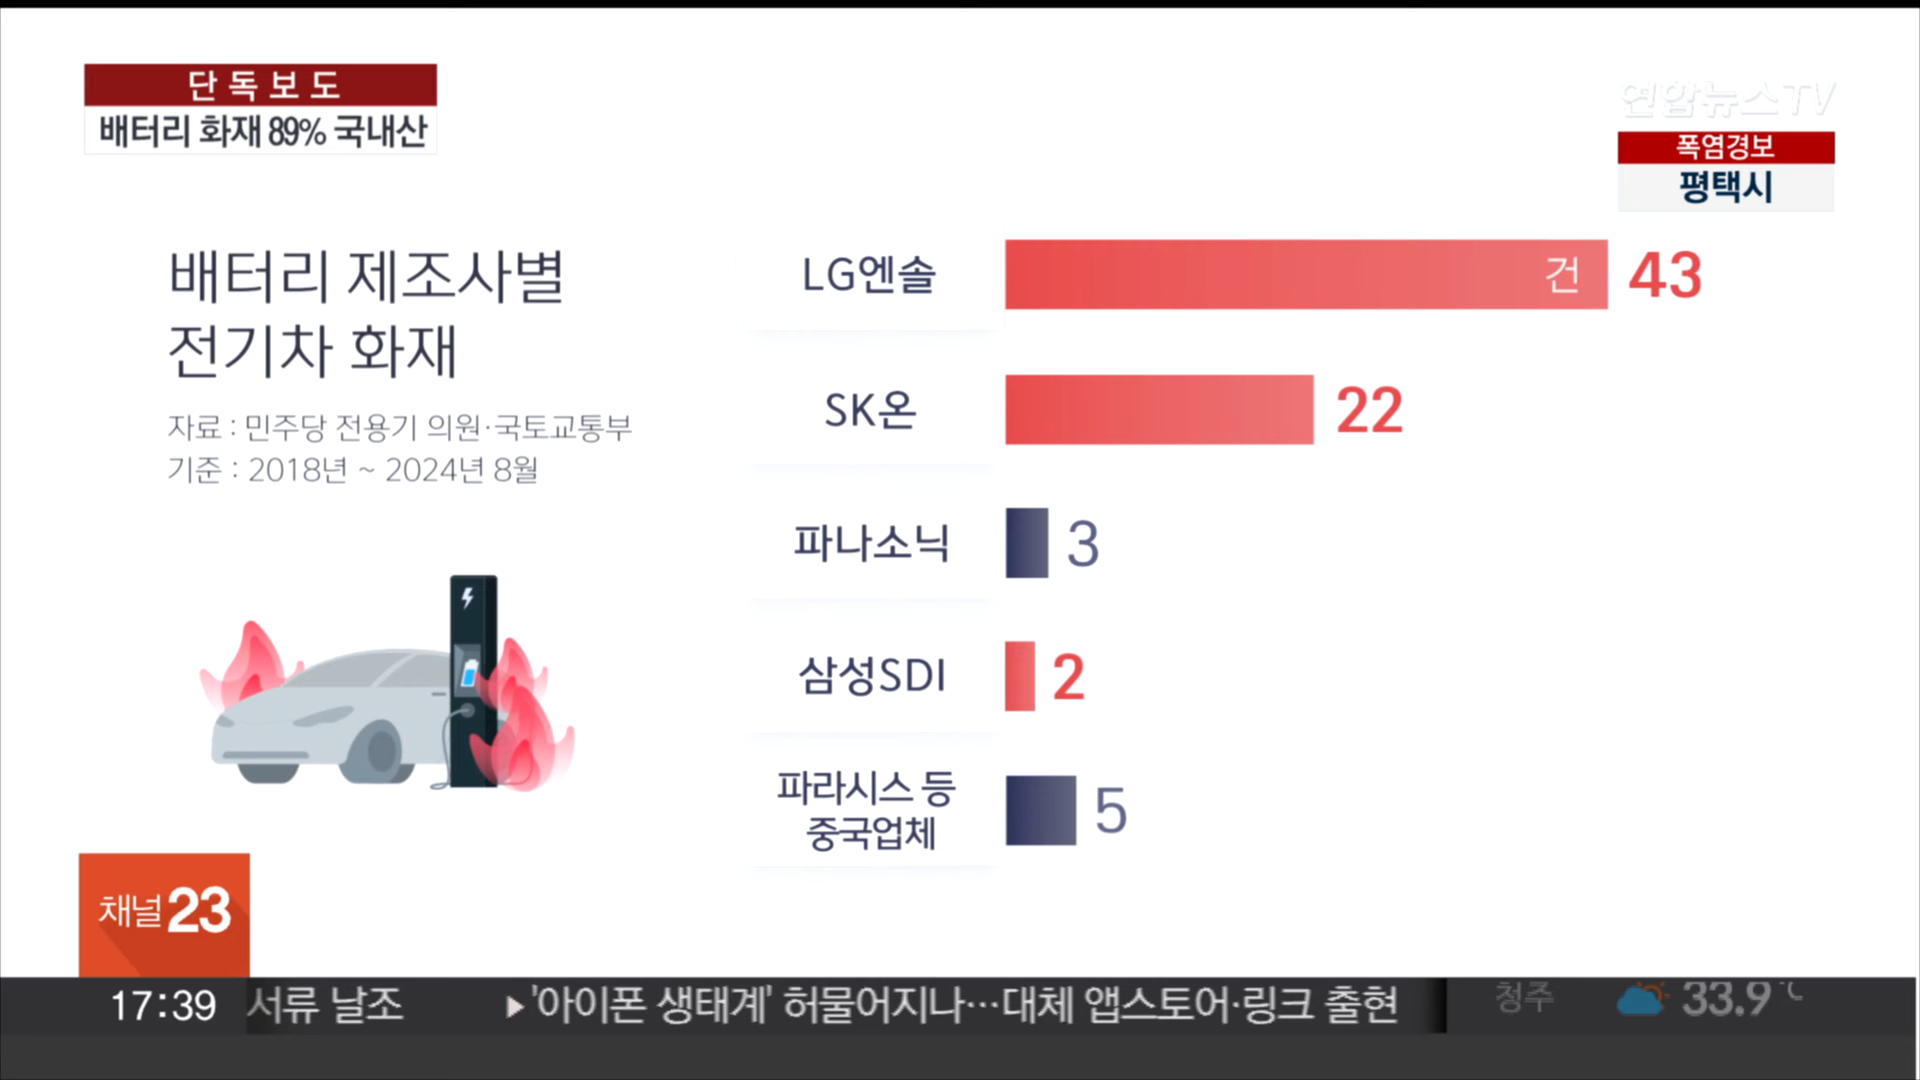 단독보도
배터리 화재 89% 국내산
연합뉴스TV
폭염경보
평택시
배터리 제조사별
전기차 화재
자료 : 민주당 전용기 의원·국토교통부
기준 : 2018년 ~ 2024년 8월
LG엔솔 건 43
SK온 22
파나소닉 3
삼성SDI 2
파라시스 등
중국업체 5
채널23
17:39 서류 날조 ▶'아이폰 생태계' 허물어지나…대체 앱스토어·링크 출현 청주 33.9℃